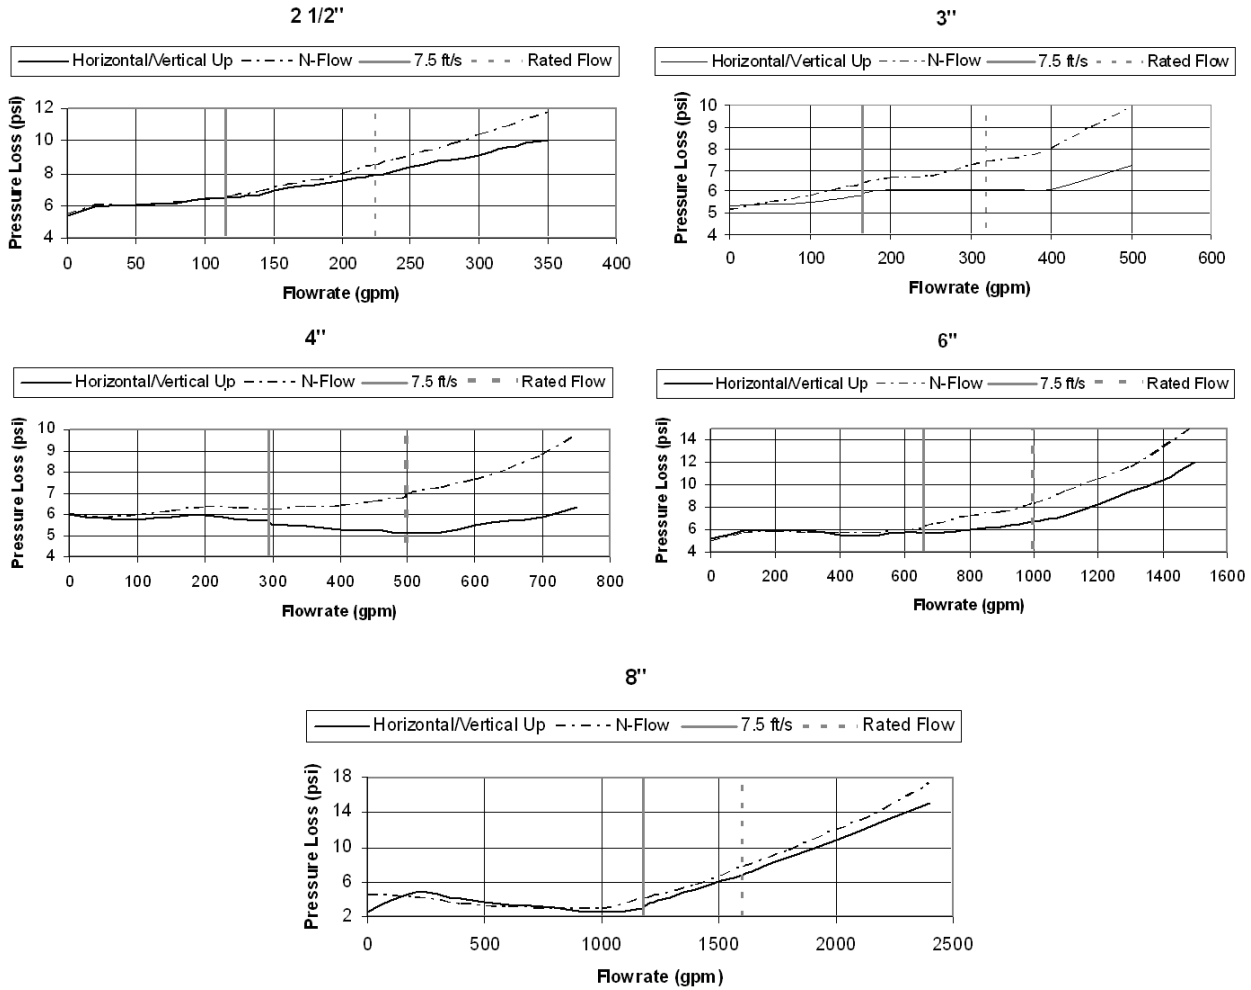 2 1/2"
Horizontal/Vertical Up N-Flow 7.5 ft/s Rated Flow
Pressure Loss (psi)
12
10
8
6
4
0 50 100 150 200 250 300 350 400
Flowrate (gpm)
3"
Horizontal/Vertical Up N-Flow 7.5 ft/s Rated Flow
Pressure Loss (psi)
10
9
8
7
6
5
4
0 100 200 300 400 500 600
Flowrate (gpm)
4"
Horizontal/Vertical Up N-Flow 7.5 ft/s Rated Flow
Pressure Loss (psi)
10
9
8
7
6
5
4
0 100 200 300 400 500 600 700 800
Flowrate (gpm)
6"
Horizontal/Vertical Up N-Flow 7.5 ft/s Rated Flow
Pressure Loss (psi)
14
12
10
8
6
4
0 200 400 600 800 1000 1200 1400 1600
Flowrate (gpm)
8"
Horizontal/Vertical Up N-Flow 7.5 ft/s Rated Flow
Pressure Loss (psi)
18
14
10
6
2
0 500 1000 1500 2000 2500
Flowrate (gpm)